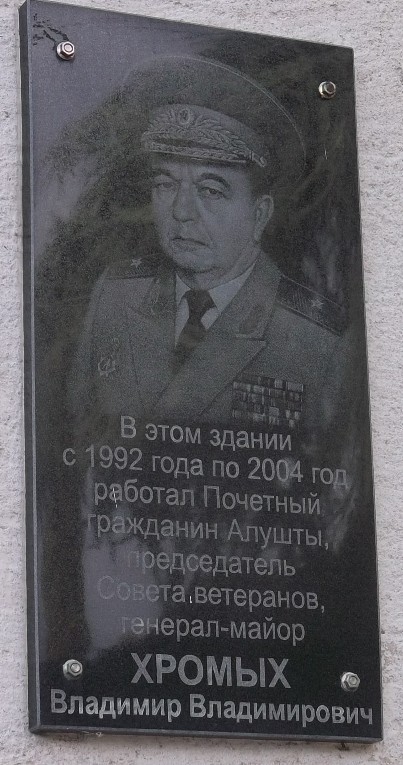 В этом здании
с 1992 года по 2004 год
работал Почетный
гражданин Алушты,
председатель
Совета ветеранов,
генерал-майор
ХРОМЫХ
Владимир Владимирович